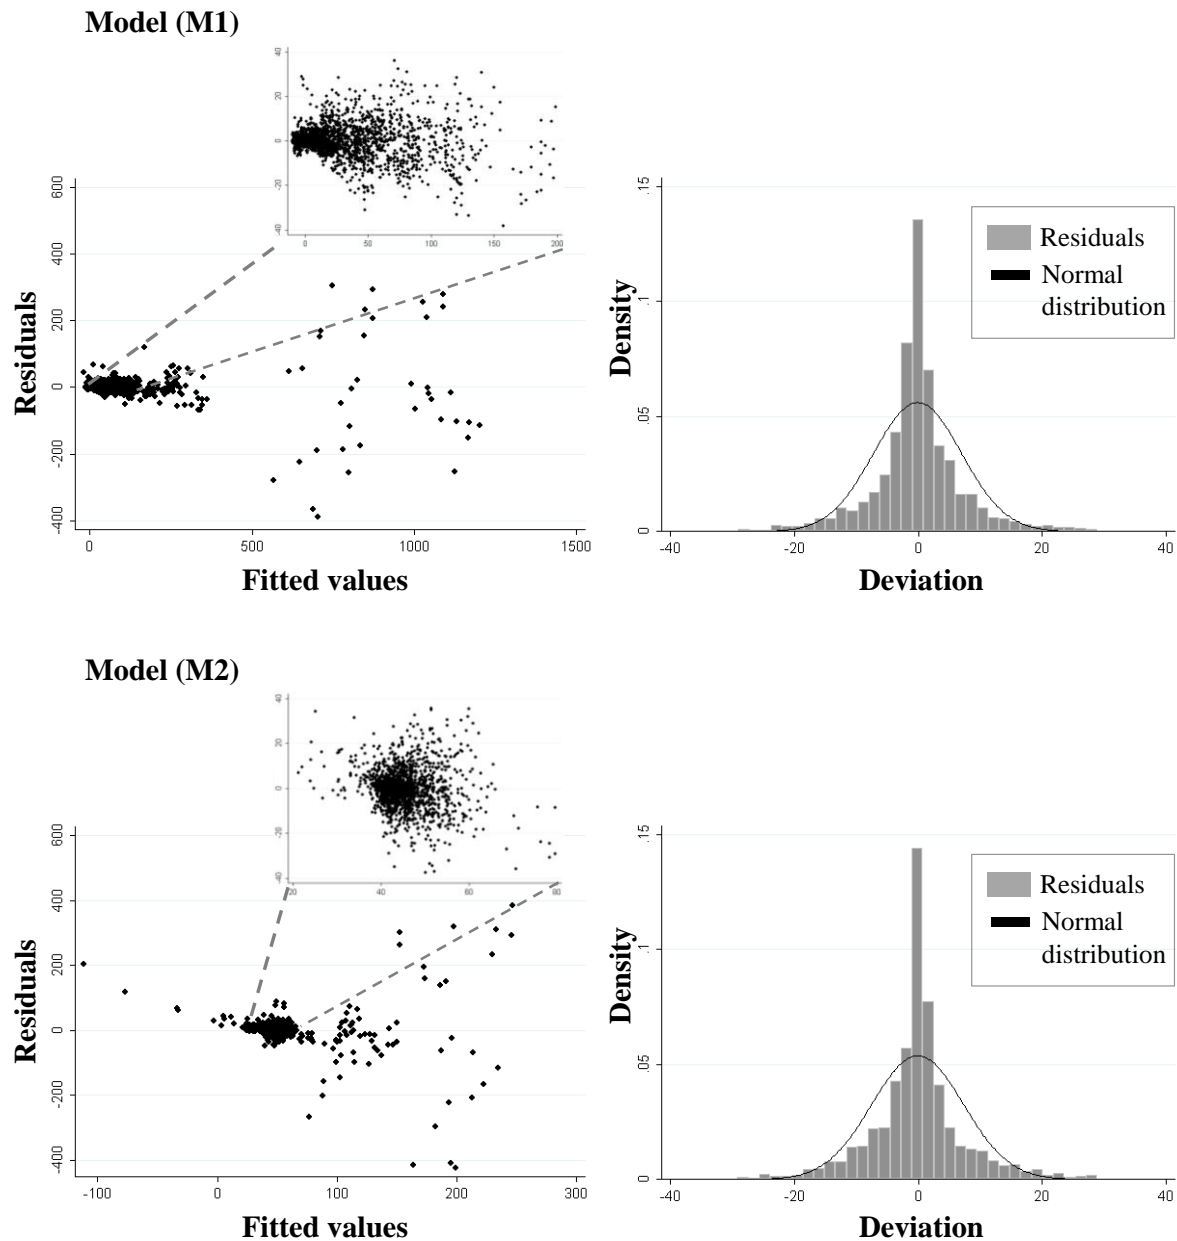 Model (M1)
40
20
0
-20
-40
0 50 100 150 200
600
400
200
0
-200
-400
Residuals
0 500 1000 1500
Fitted values
.15
.1
.05
0
Density
Residuals
Normal
distribution
-40 -20 0 20 40
Deviation
Model (M2)
40
20
0
-20
-40
20 40 60 80
600
400
200
0
-200
-400
Residuals
-100 0 100 200 300
Fitted values
.15
.1
.05
0
Density
Residuals
Normal
distribution
-40 -20 0 20 40
Deviation